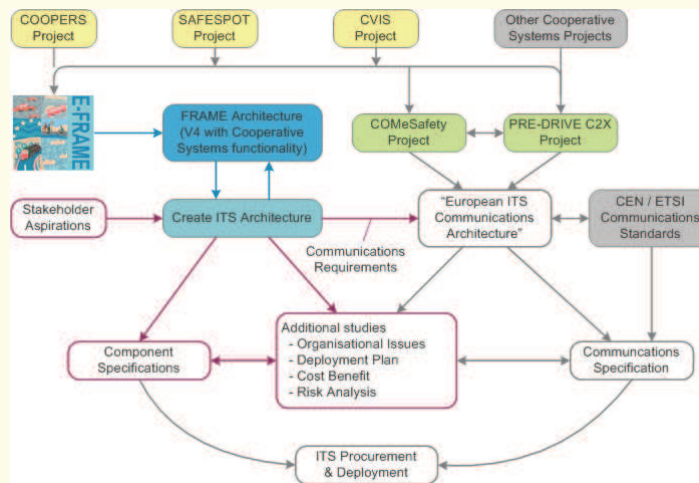 COOPERS
Project
SAFESPOT
Project
CVIS
Project
Other Cooperative
Systems Projects
E-FRAME
FRAME Architecture
(V4 with Cooperative
Systems functionality)
COMeSafety
Project
PRE-DRIVE C2X
Project
Stakeholder
Aspirations
Create ITS Architecture
Communications
Requirements
“European ITS
Communications
Architecture”
CEN / ETSI
Communications
Standards
Component
Specifications
Additional studies
- Organisational Issues
- Deployment Plan
- Cost Benefit
- Risk Analysis
Communcations
Specification
ITS Procurement
& Deployment